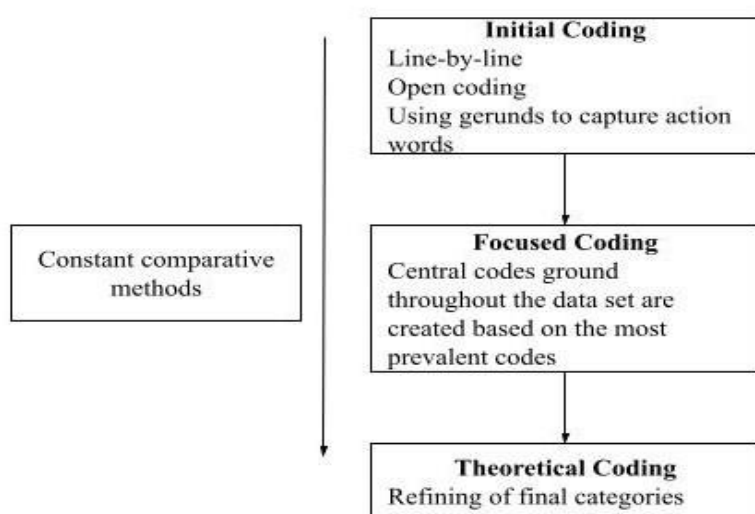 Initial Coding
Line-by-line
Open coding
Using gerunds to capture action
words
Constant comparative
methods
Focused Coding
Central codes ground
throughout the data set are
created based on the most
prevalent codes
Theoretical Coding
Refining of final categories